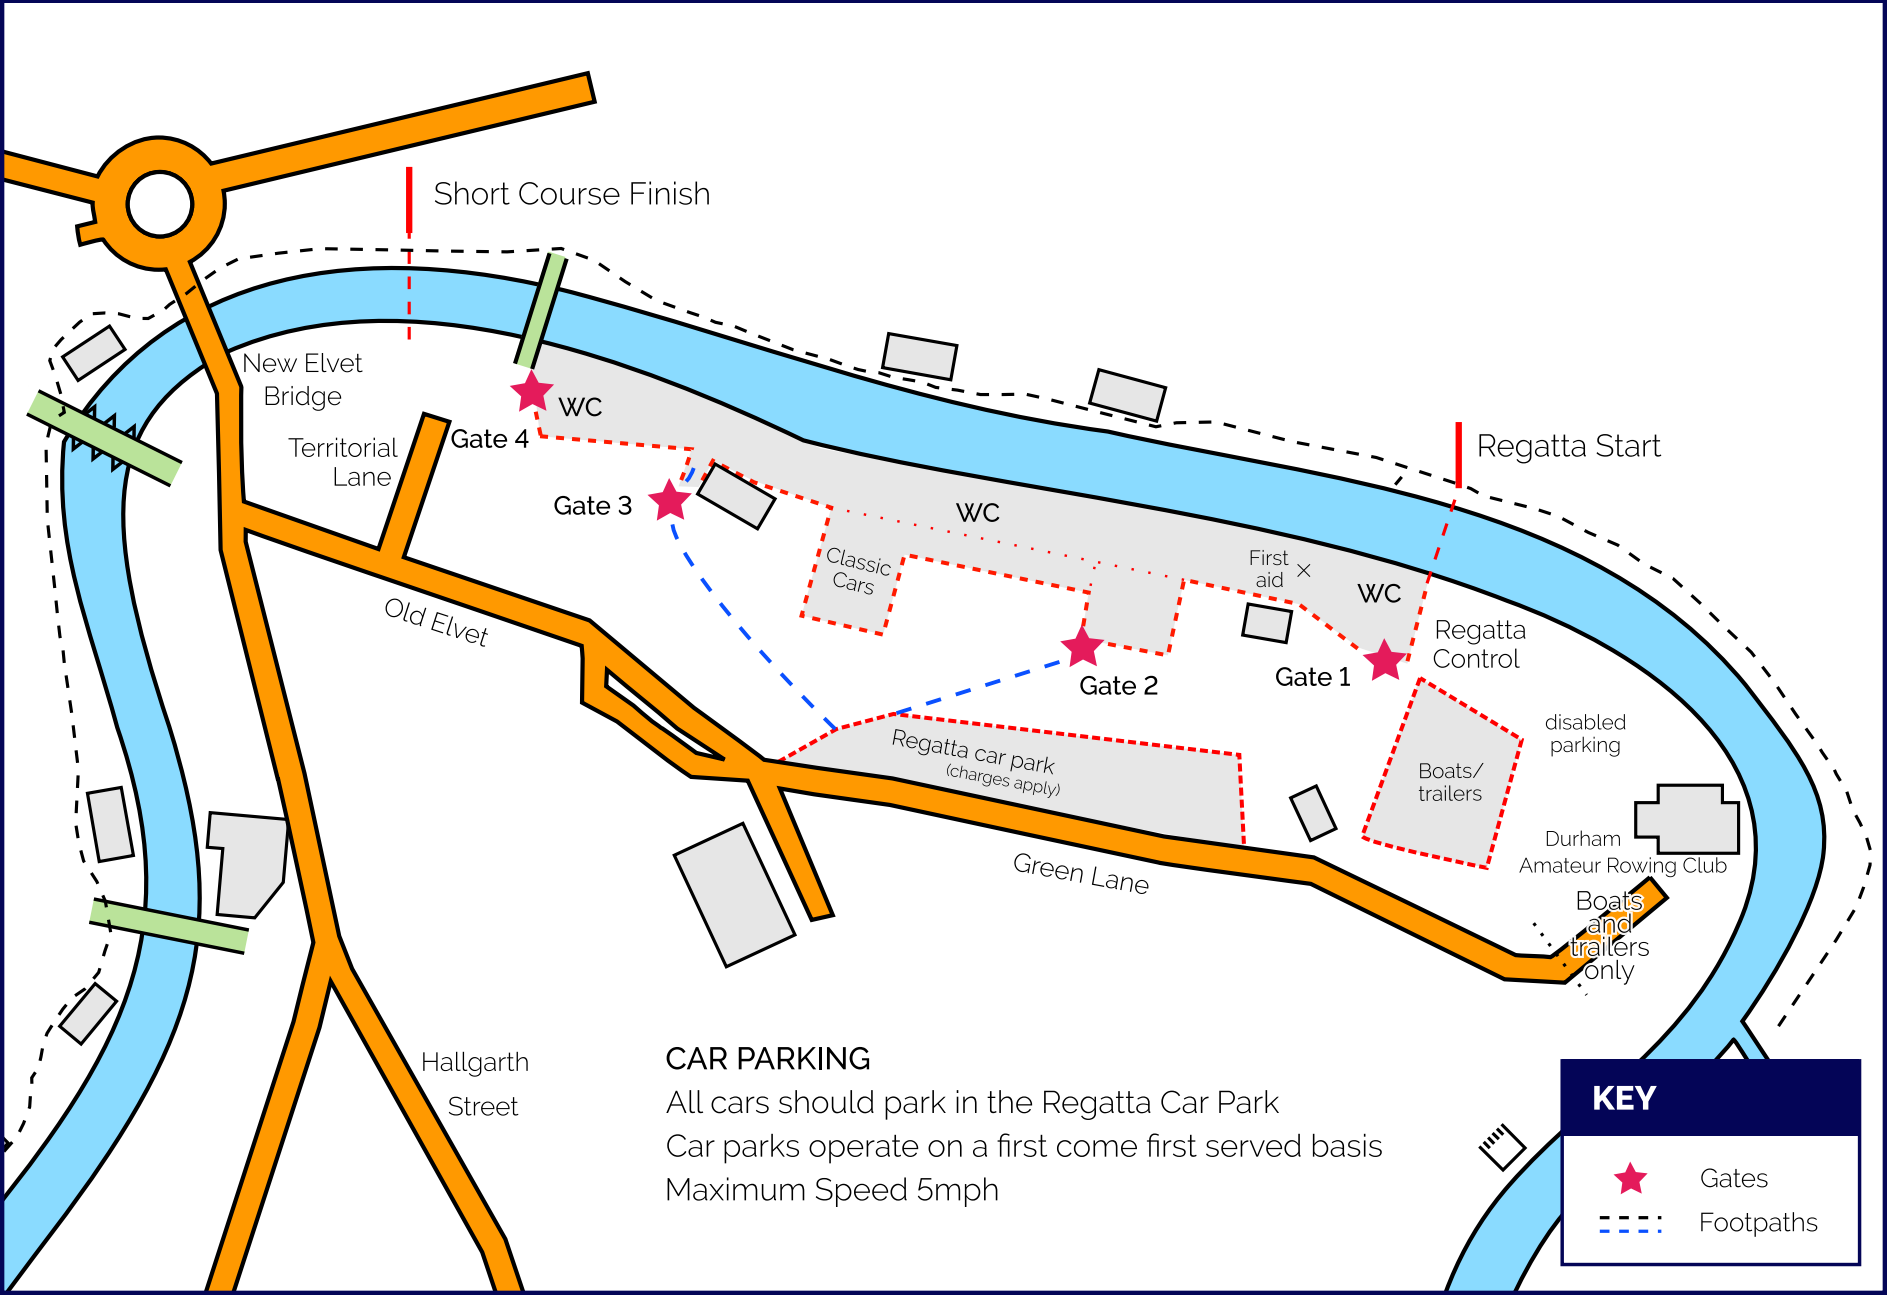 Short Course Finish
New Elvet
Bridge
Territorial
Lane
Gate 4
WC
Gate 3
Old Elvet
Classic
Cars
WC
Regatta Start
First
aid
WC
Gate 2
Gate 1
Regatta
Control
Regatta car park
(charges apply)
Boats/
trailers
disabled
parking
Durham
Amateur Rowing Club
Boats
and
trailers
only
Green Lane
Hallgarth
Street
CAR PARKING
All cars should park in the Regatta Car Park
Car parks operate on a first come first served basis
Maximum Speed 5mph
KEY
Gates
Footpaths